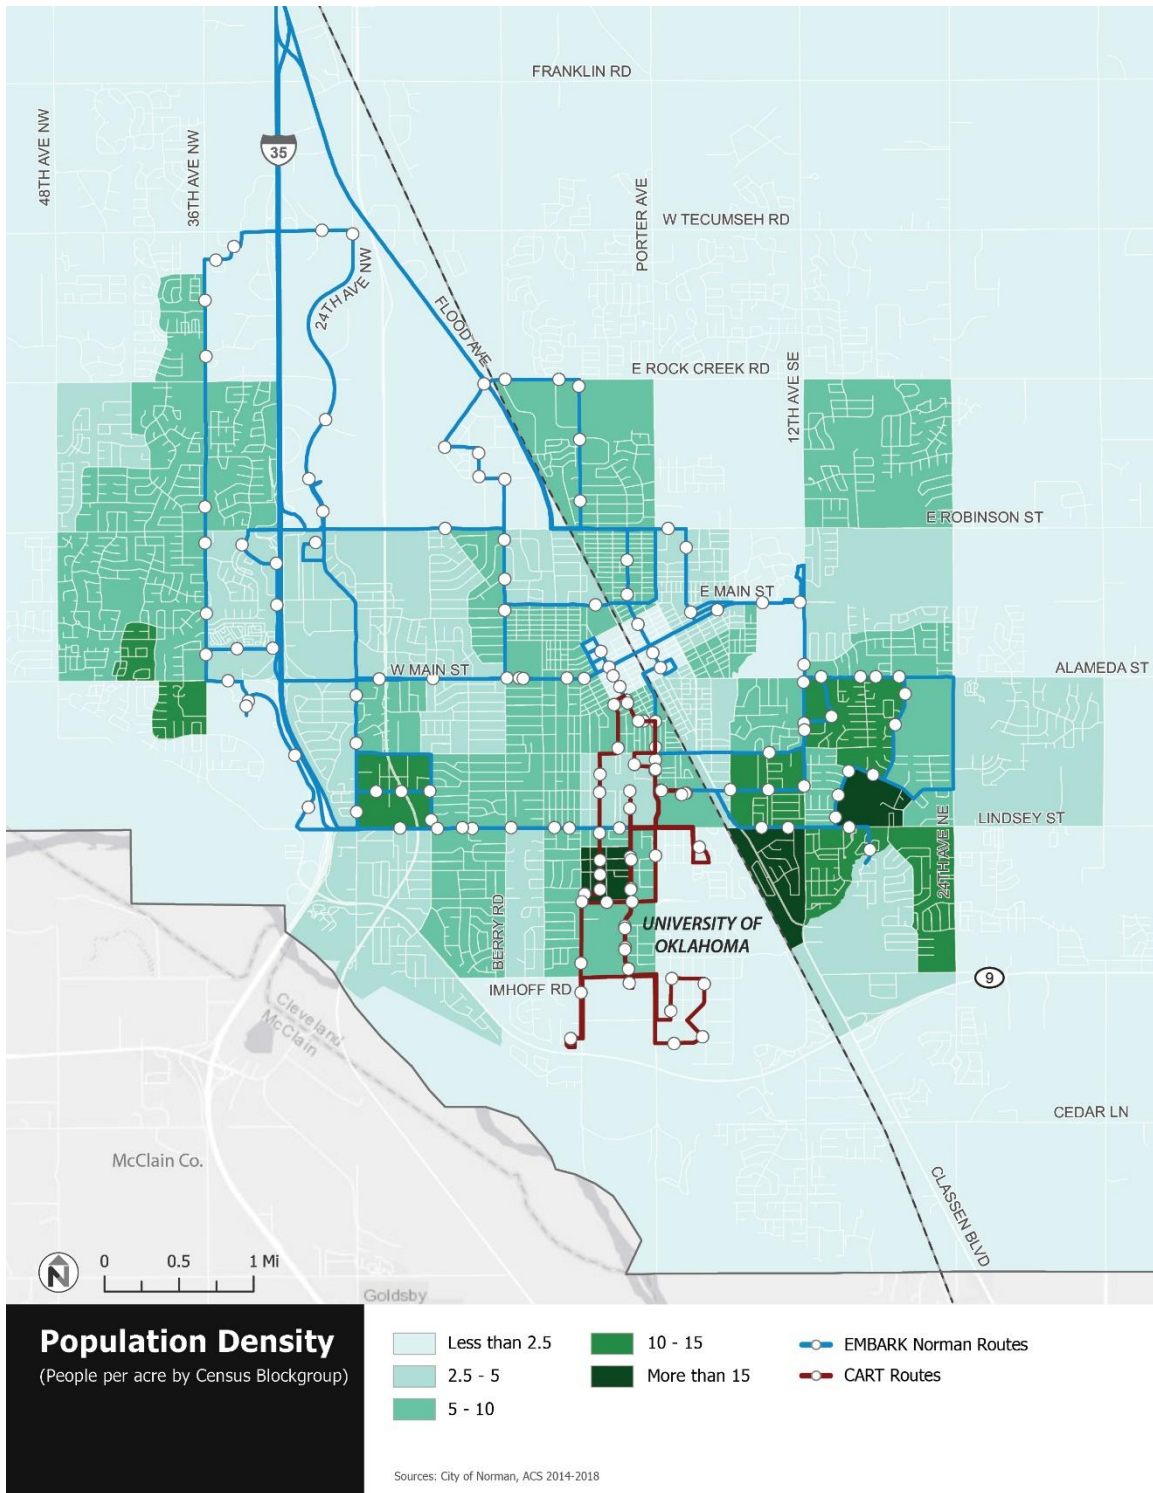 FRANKLIN RD
48TH AVE NW
36TH AVE NW
35
PORTER AVE
W TECUMSEH RD
24TH AVE NW
FLOOD AVE
E ROCK CREEK RD
12TH AVE SE
E ROBINSON ST
E MAIN ST
W MAIN ST
ALAMEDA ST
LINDSEY ST
24TH AVE NE
BERRY RD
UNIVERSITY OF
OKLAHOMA
IMHOFF RD
9
Cleveland
McClain
CEDAR LN
McClain Co.
CLASSEN BLVD
N
0 0.5 1 Mi
Goldsby
Population Density
(People per acre by Census Blockgroup)
Less than 2.5
2.5 - 5
5 - 10
10 - 15
More than 15
EMBARK Norman Routes
CART Routes
Sources: City of Norman, ACS 2014-2018